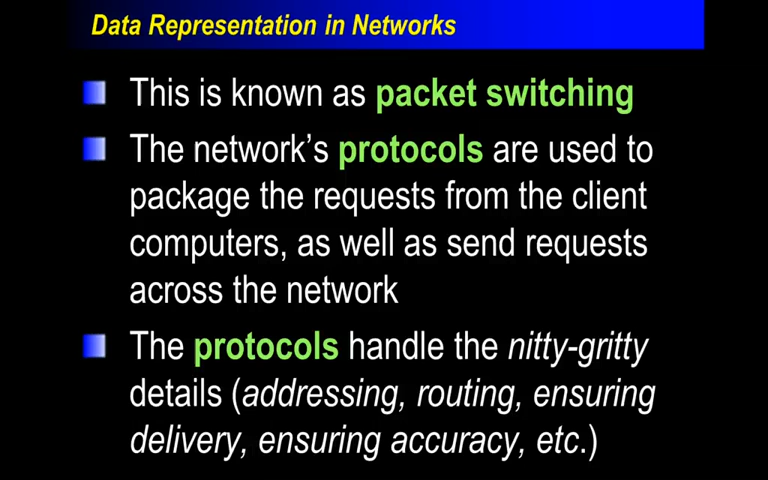 Data Representation in Networks
This is known as packet switching
The network's protocols are used to
package the requests from the client
computers, as well as send requests
across the network
The protocols handle the nitty-gritty
details (addressing, routing, ensuring
delivery, ensuring accuracy, etc.)